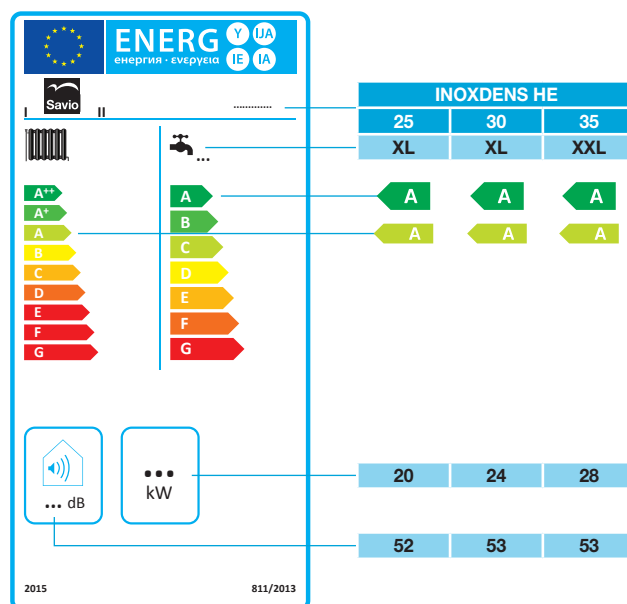 ENERG Y IJA
енергия · ενεργεια IE IA
Savio
I II .............
INOXDENS HE
25 30 35
... XL XL XXL
A++
A+
A
B
C
D
E
F
G
A
B
C
D
E
F
G
A A A
A A A
... dB
... kW
20 24 28
52 53 53
2015 811/2013